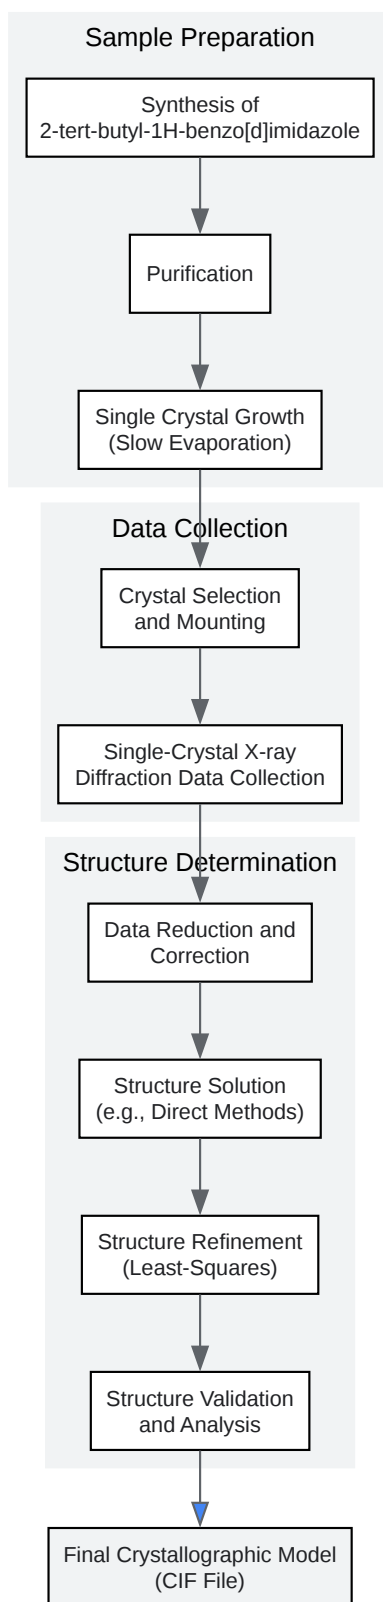 Sample Preparation
Synthesis of
2-tert-butyl-1H-benzo[d]imidazole
Purification
Single Crystal Growth
(Slow Evaporation)
Data Collection
Crystal Selection
and Mounting
Single-Crystal X-ray
Diffraction Data Collection
Structure Determination
Data Reduction and
Correction
Structure Solution
(e.g., Direct Methods)
Structure Refinement
(Least-Squares)
Structure Validation
and Analysis
Final Crystallographic Model
(CIF File)